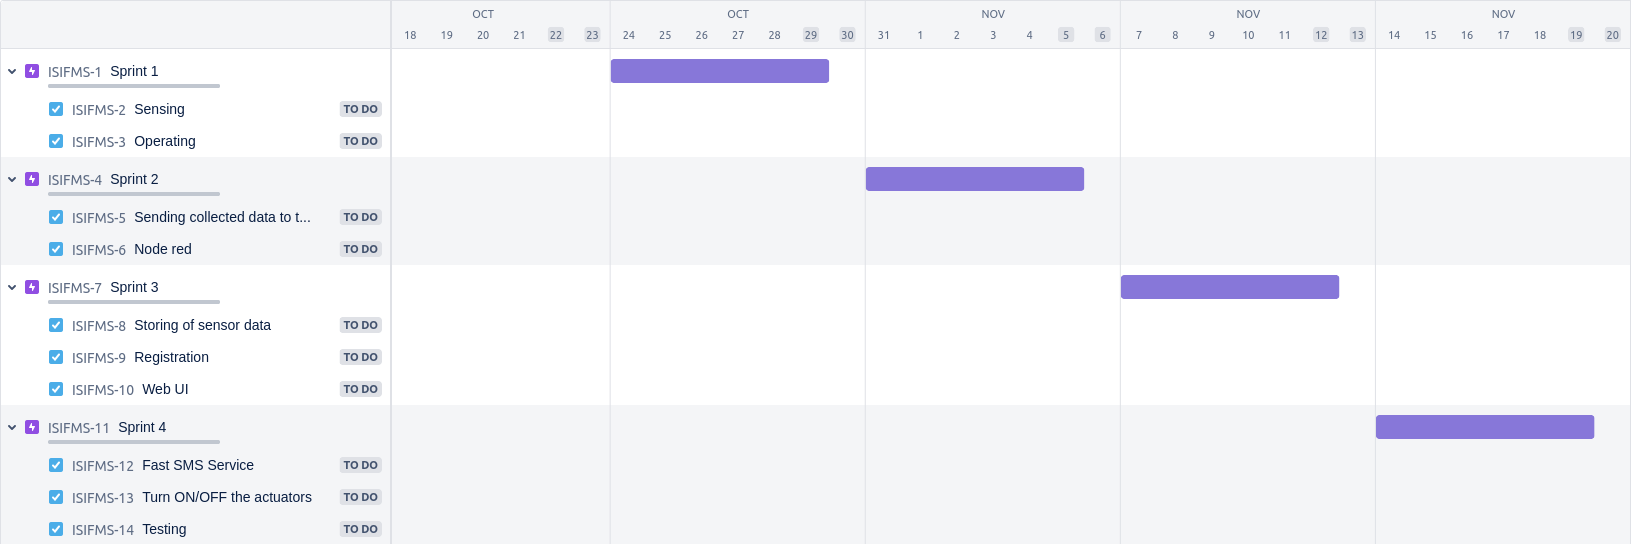 OCT OCT NOV NOV NOV
18 19 20 21 22 23 24 25 26 27 28 29 30 31 1 2 3 4 5 6 7 8 9 10 11 12 13 14 15 16 17 18 19 20
ISIFMS-1 Sprint 1
ISIFMS-2 Sensing TO DO
ISIFMS-3 Operating TO DO
ISIFMS-4 Sprint 2
ISIFMS-5 Sending collected data to t... TO DO
ISIFMS-6 Node red TO DO
ISIFMS-7 Sprint 3
ISIFMS-8 Storing of sensor data TO DO
ISIFMS-9 Registration TO DO
ISIFMS-10 Web UI TO DO
ISIFMS-11 Sprint 4
ISIFMS-12 Fast SMS Service TO DO
ISIFMS-13 Turn ON/OFF the actuators TO DO
ISIFMS-14 Testing TO DO